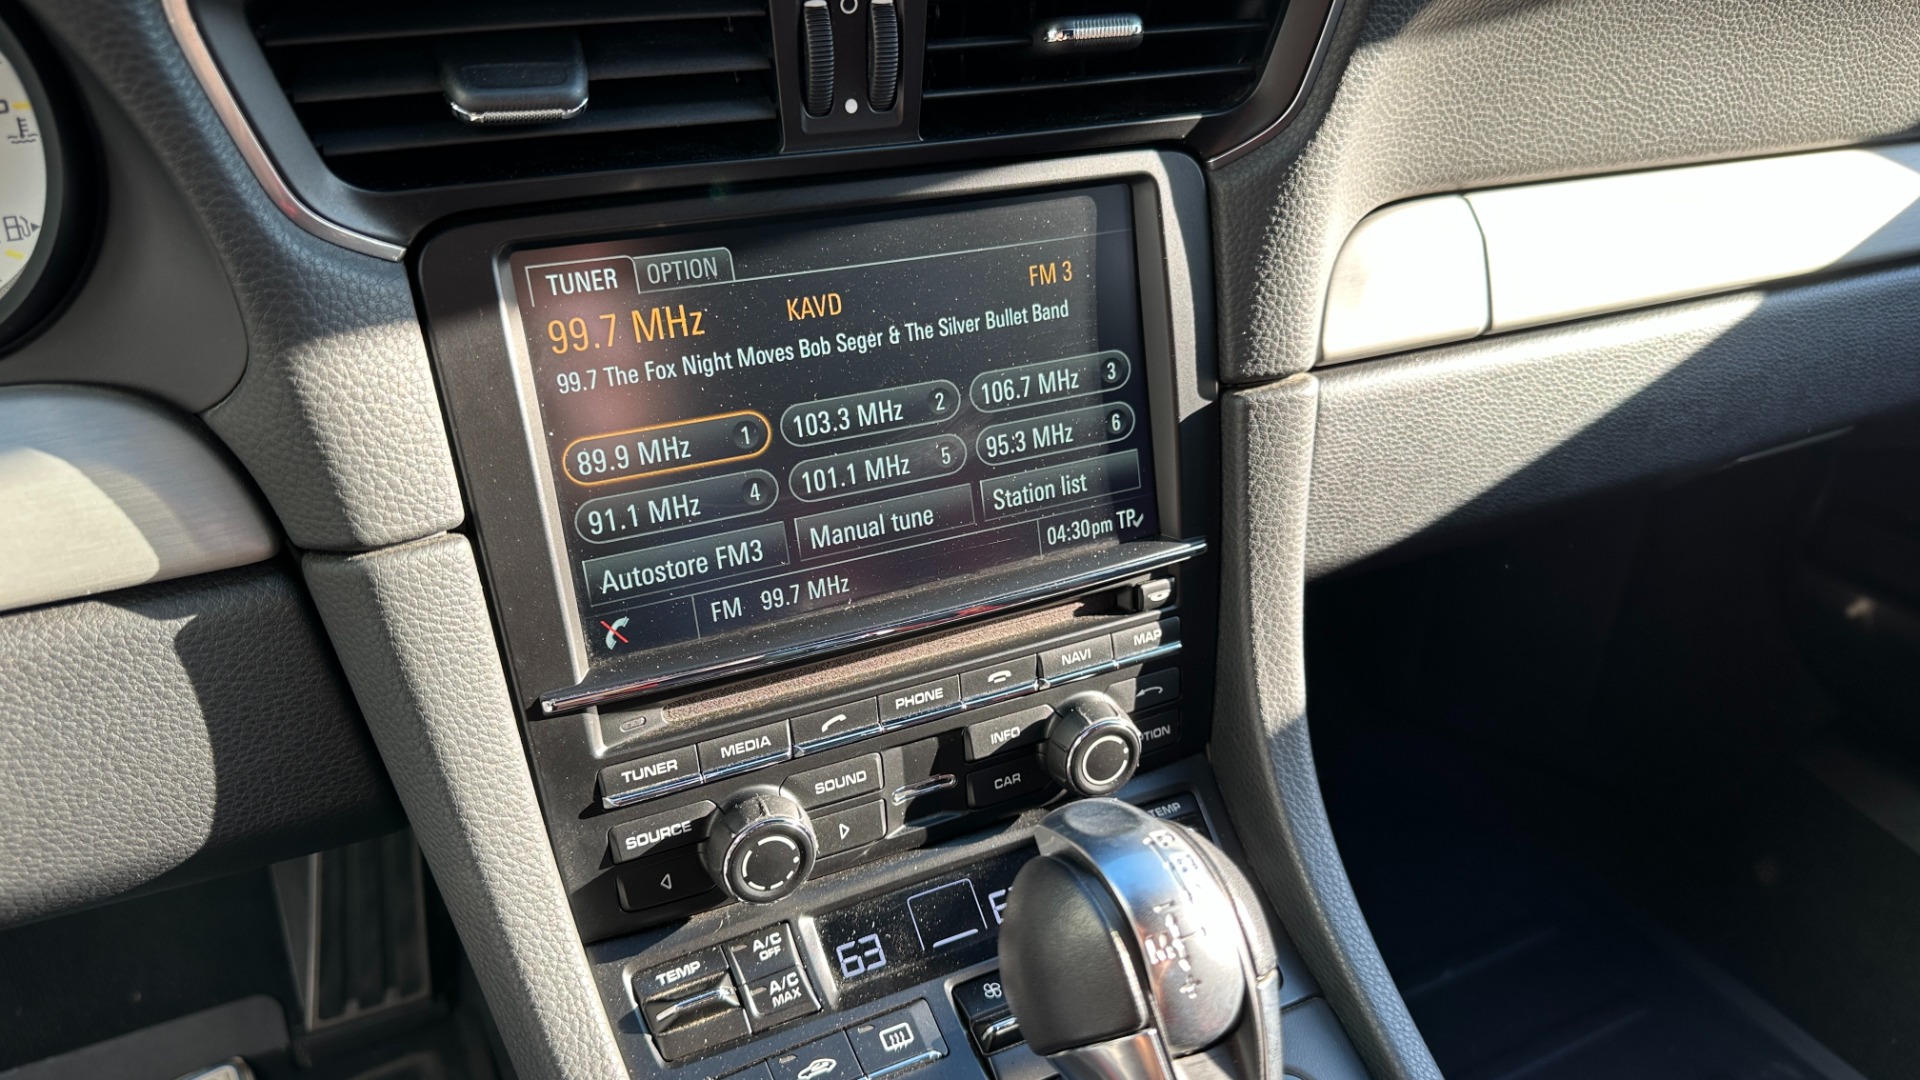 TUNER OPTION
99.7 MHz KAVD FM 3
99.7 The Fox Night Moves Bob Seger & The Silver Bullet Band
89.9 MHz 1 103.3 MHz 2 106.7 MHz 3
91.1 MHz 4 101.1 MHz 5 95.3 MHz 6
Autostore FM3 Manual tune Station list
FM 99.7 MHz 04:30pm TP
TUNER MEDIA PHONE NAVI MAP
SOURCE SOUND INFO
CAR
TEMP
TEMP A/C OFF 63
A/C MAX